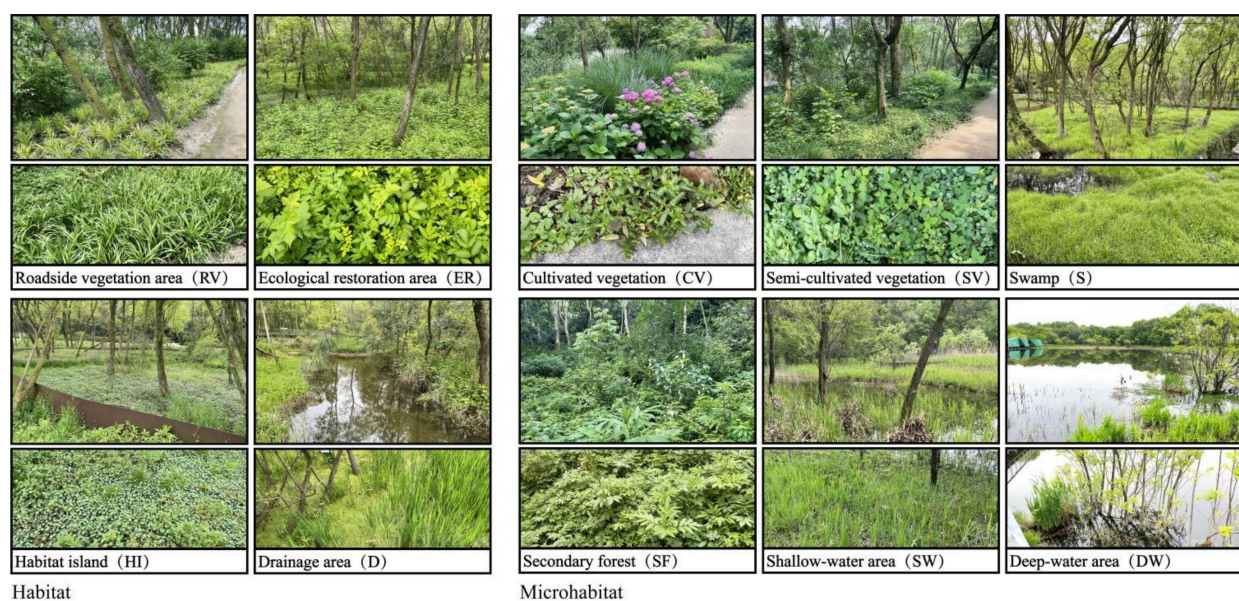 Roadside vegetation area（RV）
Ecological restoration area（ER）
Cultivated vegetation（CV）
Semi-cultivated vegetation（SV）
Swamp（S）
Habitat island（HI）
Drainage area（D）
Secondary forest（SF）
Shallow-water area（SW）
Deep-water area（DW）
Habitat
Microhabitat